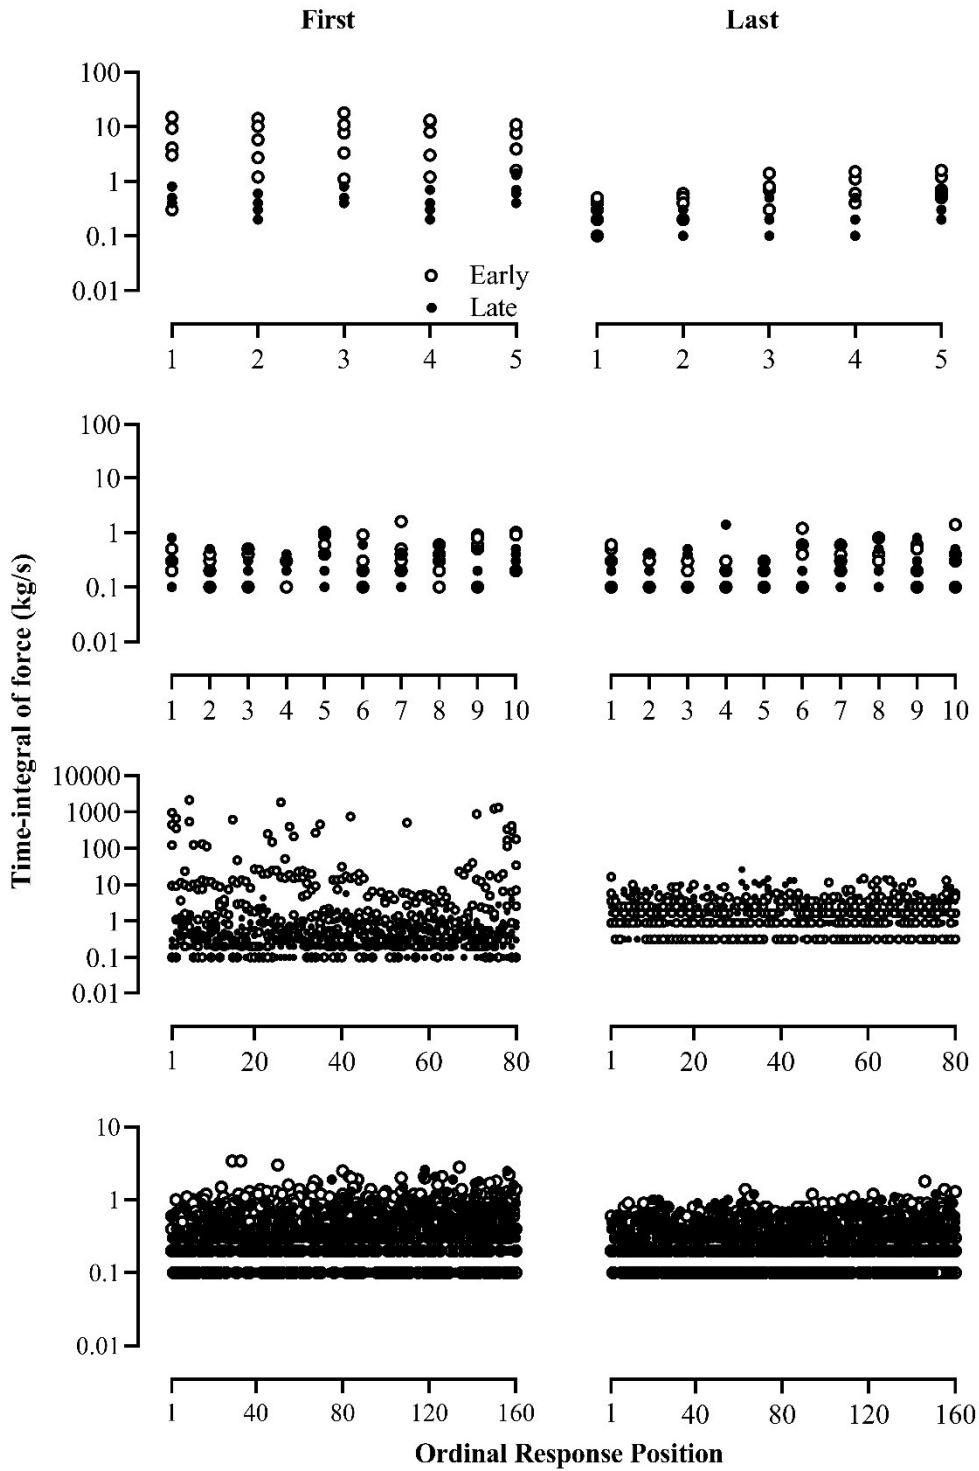 First Last
100
10
1
0.1
0.01
Early
Late
1 2 3 4 5 1 2 3 4 5
100
10
1
0.1
0.01
1 2 3 4 5 6 7 8 9 10 1 2 3 4 5 6 7 8 9 10
Time-integral of force (kg/s)
10000
1000
100
10
1
0.1
0.01
1 20 40 60 80 1 20 40 60 80
10
1
0.1
0.01
1 40 80 120 160 1 40 80 120 160
Ordinal Response Position